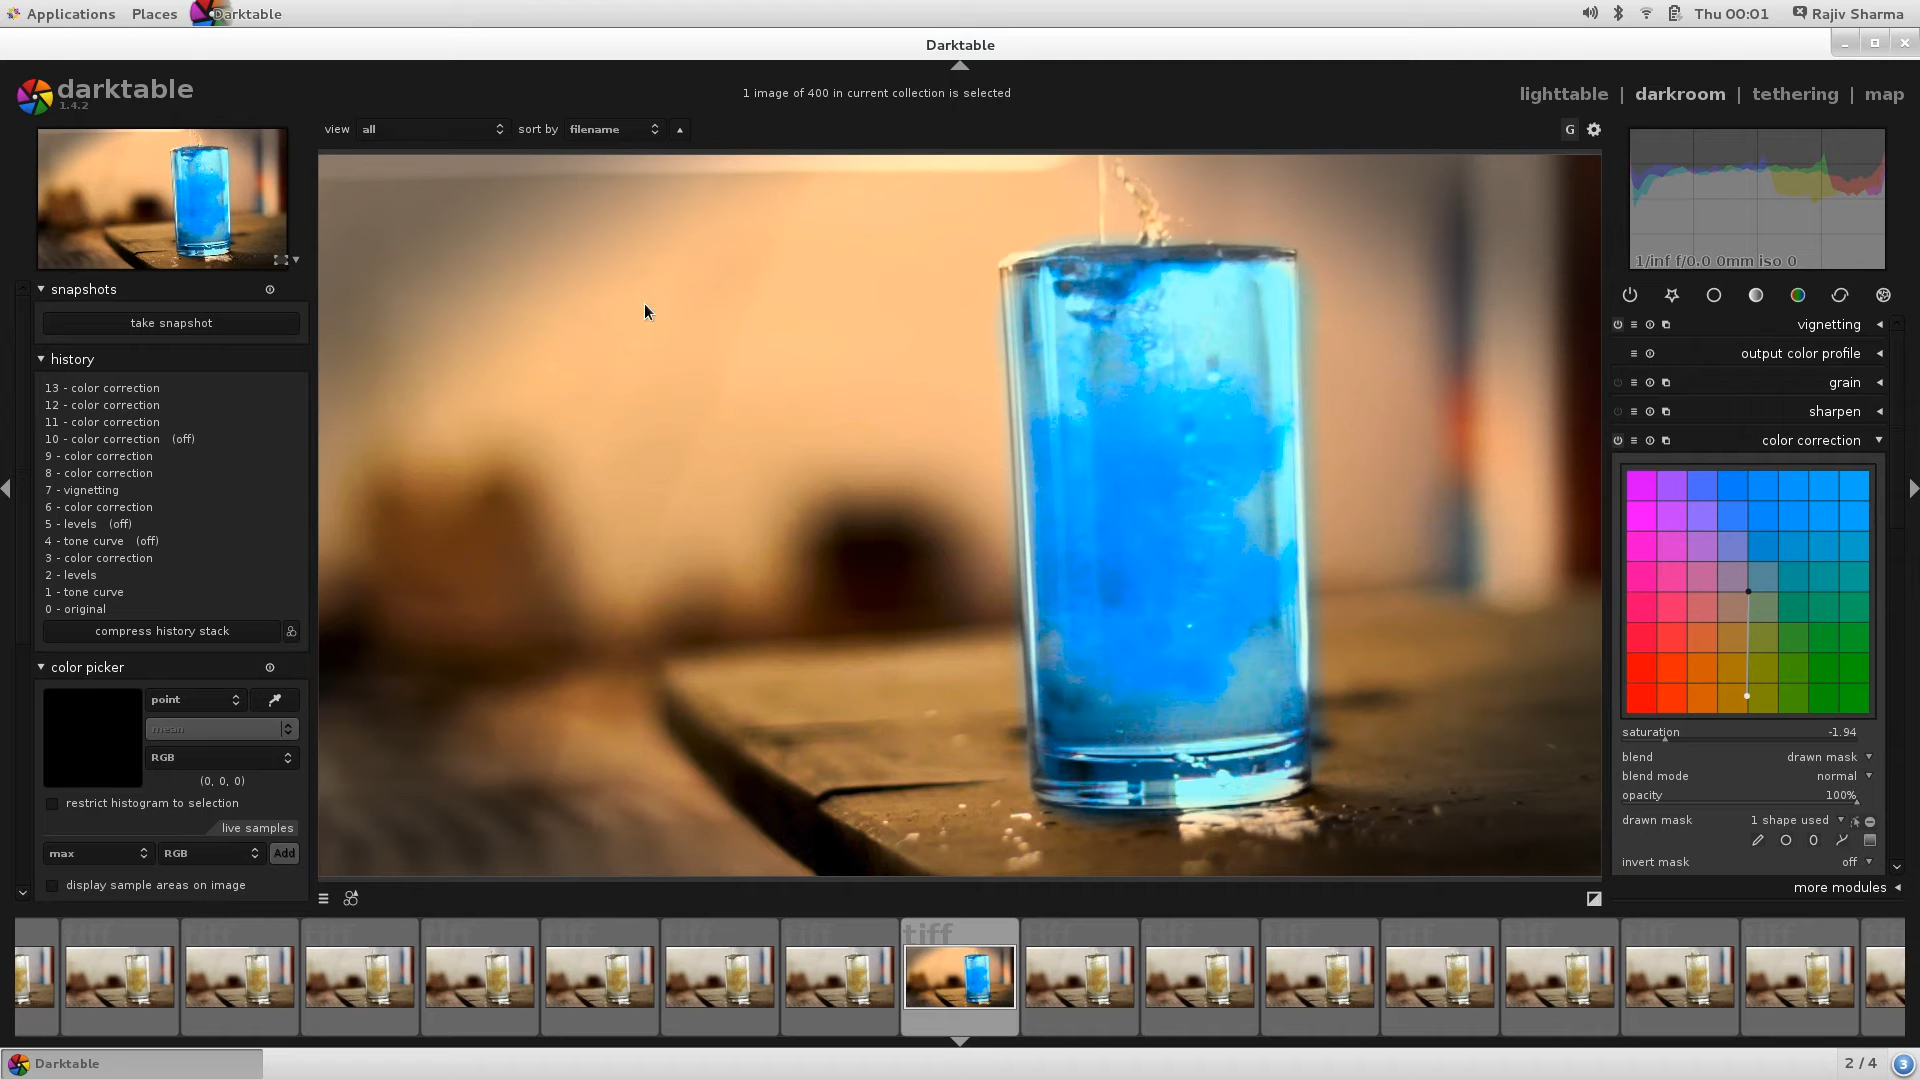 Applications Places Darktable Thu 00:01 Rajiv Sharma
Darktable
darktable
1.4.2
1 image of 400 in current collection is selected
lighttable | darkroom | tethering | map
view all sort by filename
G
1/inf f/0.0 0mm iso 0
snapshots
take snapshot
history
13 - color correction
12 - color correction
11 - color correction
10 - color correction (off)
9 - color correction
8 - color correction
7 - vignetting
6 - color correction
5 - levels (off)
4 - tone curve (off)
3 - color correction
2 - levels
1 - tone curve
0 - original
compress history stack
color picker
point
mean
RGB
(0, 0, 0)
restrict histogram to selection
live samples
max RGB Add
display sample areas on image
vignetting
output color profile
grain
sharpen
color correction
saturation -1.94
blend drawn mask
blend mode normal
opacity 100%
drawn mask 1 shape used
invert mask off
more modules
tiff
Darktable
2 / 4
3